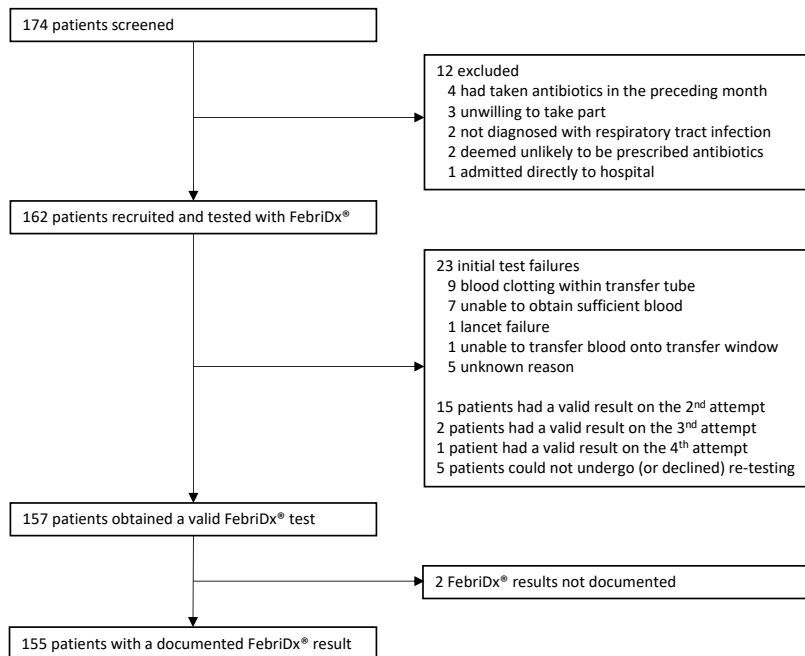 174 patients screened
12 excluded
4 had taken antibiotics in the preceding month
3 unwilling to take part
2 not diagnosed with respiratory tract infection
2 deemed unlikely to be prescribed antibiotics
1 admitted directly to hospital
162 patients recruited and tested with FebriDx®
23 initial test failures
9 blood clotting within transfer tube
7 unable to obtain sufficient blood
1 lancet failure
1 unable to transfer blood onto transfer window
5 unknown reason
15 patients had a valid result on the 2nd attempt
2 patients had a valid result on the 3rd attempt
1 patient had a valid result on the 4th attempt
5 patients could not undergo (or declined) re-testing
157 patients obtained a valid FebriDx® test
2 FebriDx® results not documented
155 patients with a documented FebriDx® result